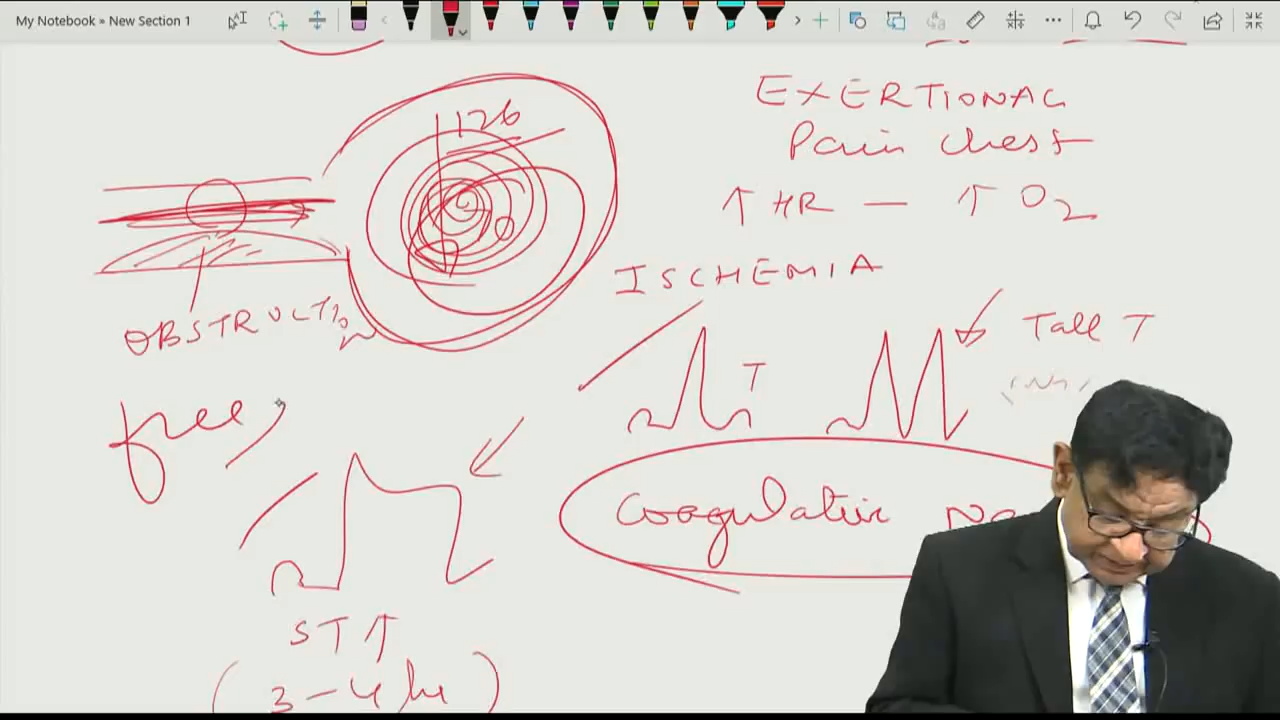 My Notebook » New Section 1
126
EXERTIONAL
Pain chest
↑ HR — ↑ O2
ISCHEMIA
OBSTRUCTION
T
Tall T
free
Coagulative
ST↑
(3-4 hr)